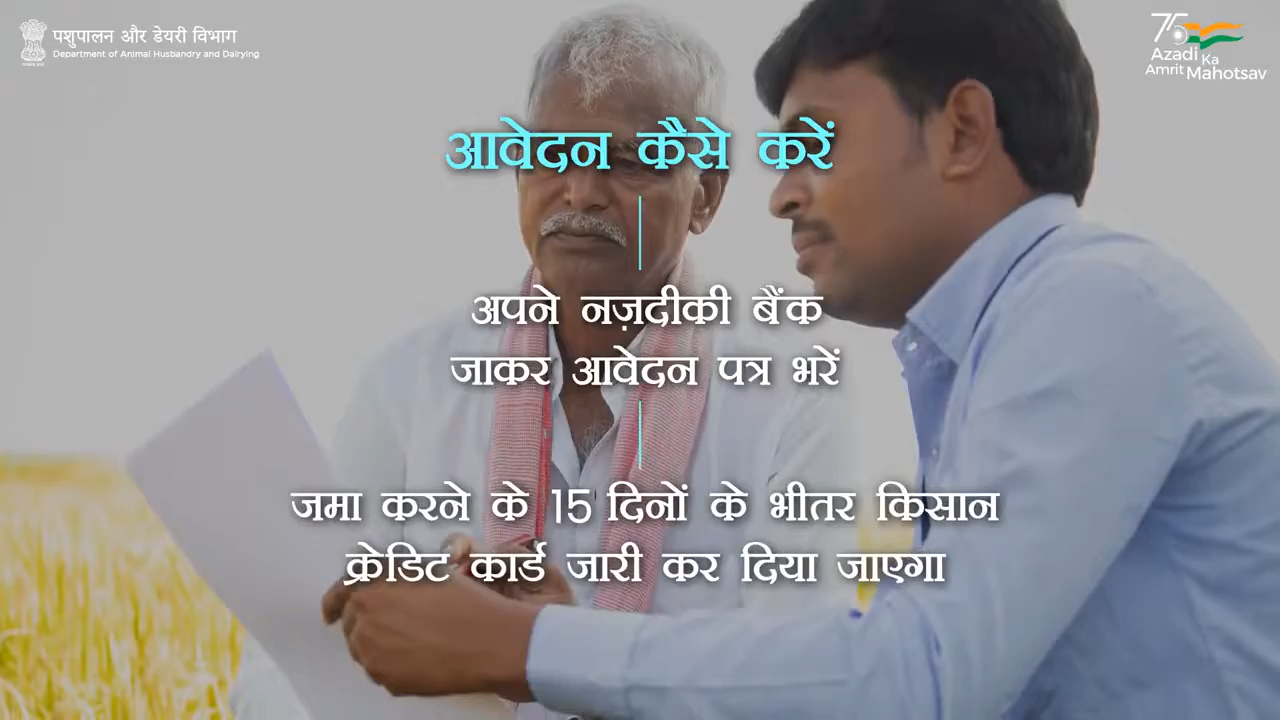 पशुपालन और डेयरी विभाग
Department of Animal Husbandry and Dairying
75
Azadi Ka
Amrit Mahotsav
आवेदन कैसे करें
अपने नज़दीकी बैंक
जाकर आवेदन पत्र भरें
जमा करने के 15 दिनों के भीतर किसान
क्रेडिट कार्ड जारी कर दिया जाएगा